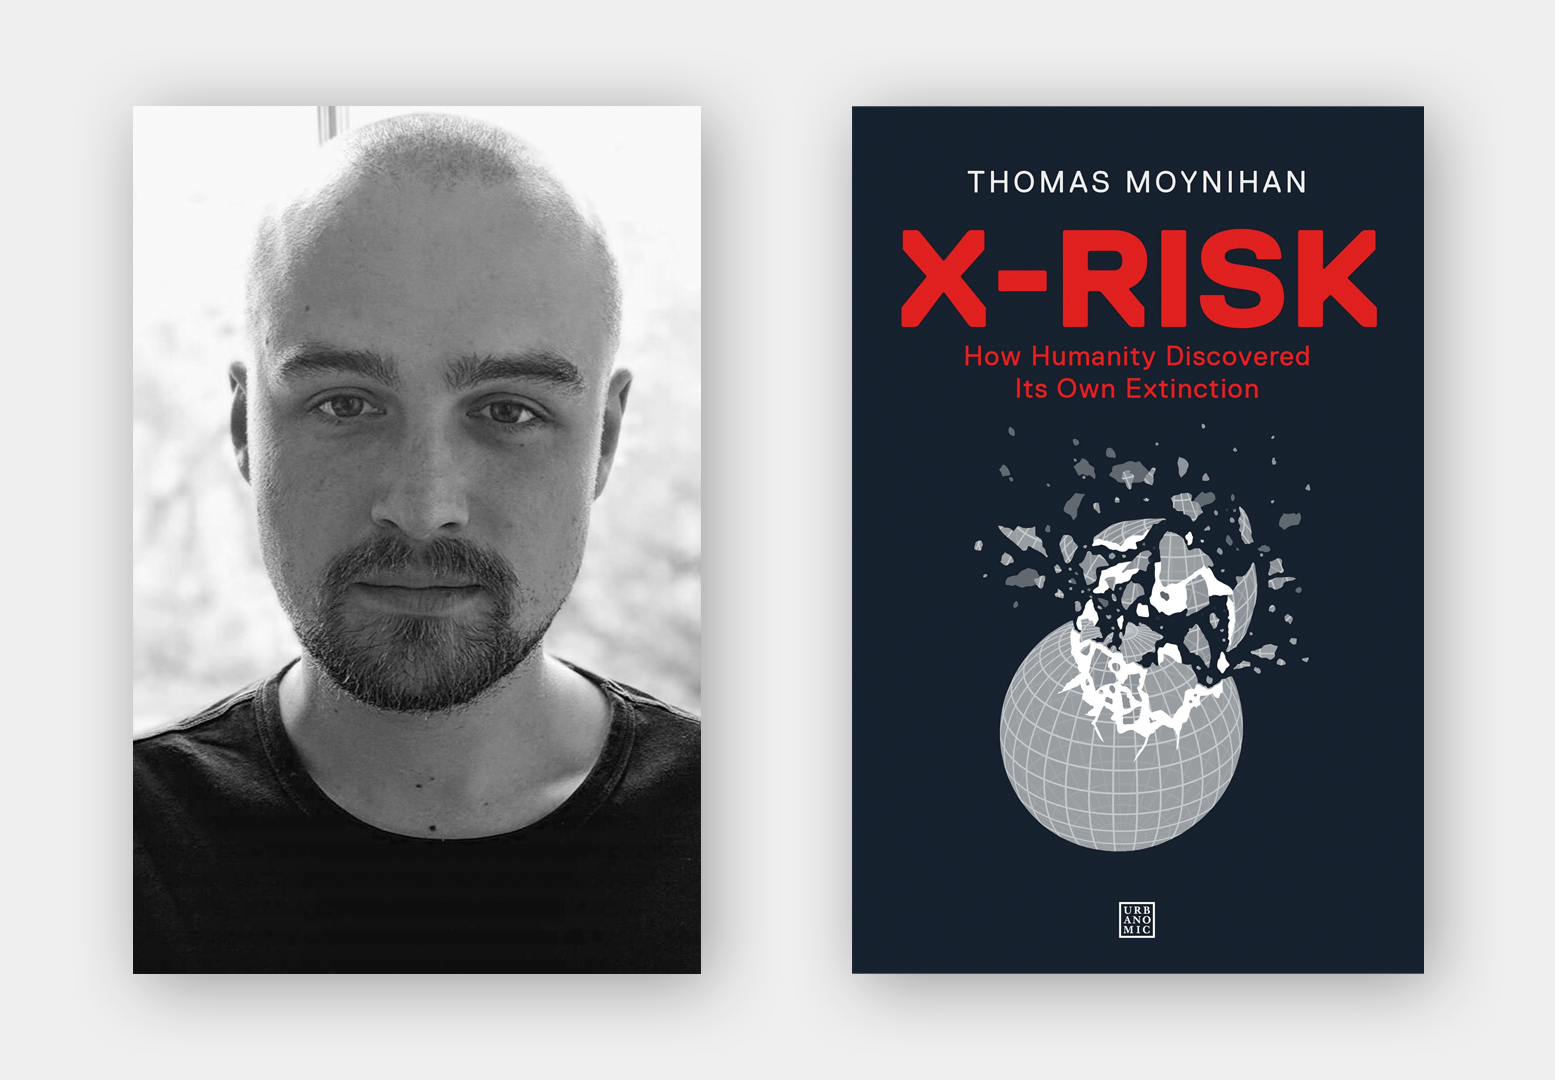 THOMAS MOYNIHAN
X-RISK
How Humanity Discovered
Its Own Extinction
URB
ANO
MIC